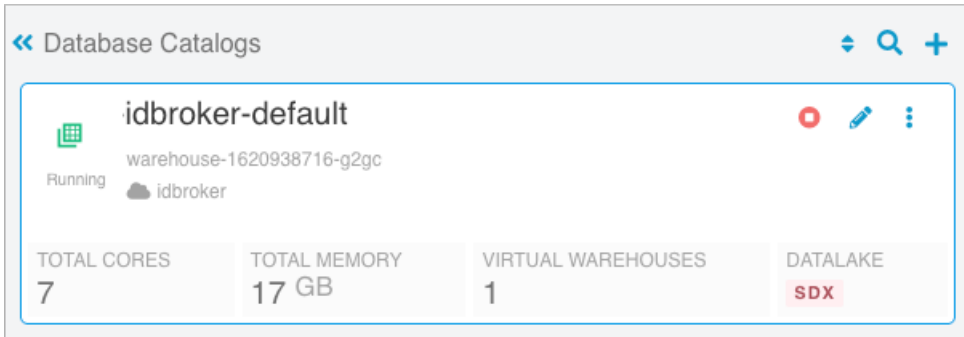 Database Catalogs
idbroker-default
warehouse-1620938716-g2gc
Running
idbroker
TOTAL CORES
7
TOTAL MEMORY
17 GB
VIRTUAL WAREHOUSES
1
DATALAKE
SDX